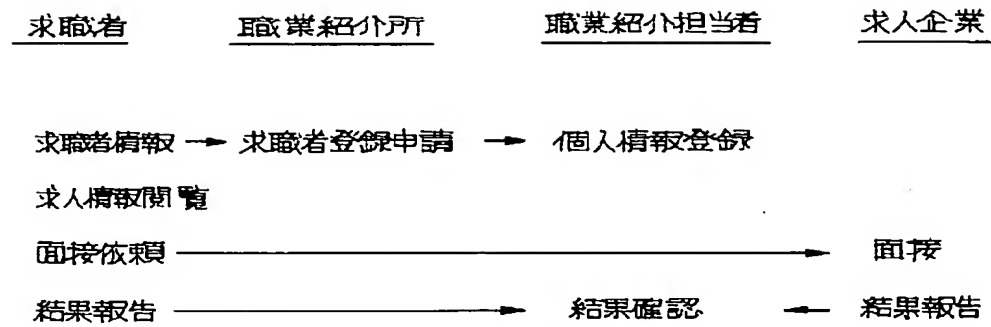 求職者 職業紹介所 職業紹介担当者 求人企業
求職者情報 → 求職者登録申請 → 個人情報登録
求人情報閲覧
面接依頼 → 面接
結果報告 → 結果確認 ← 結果報告